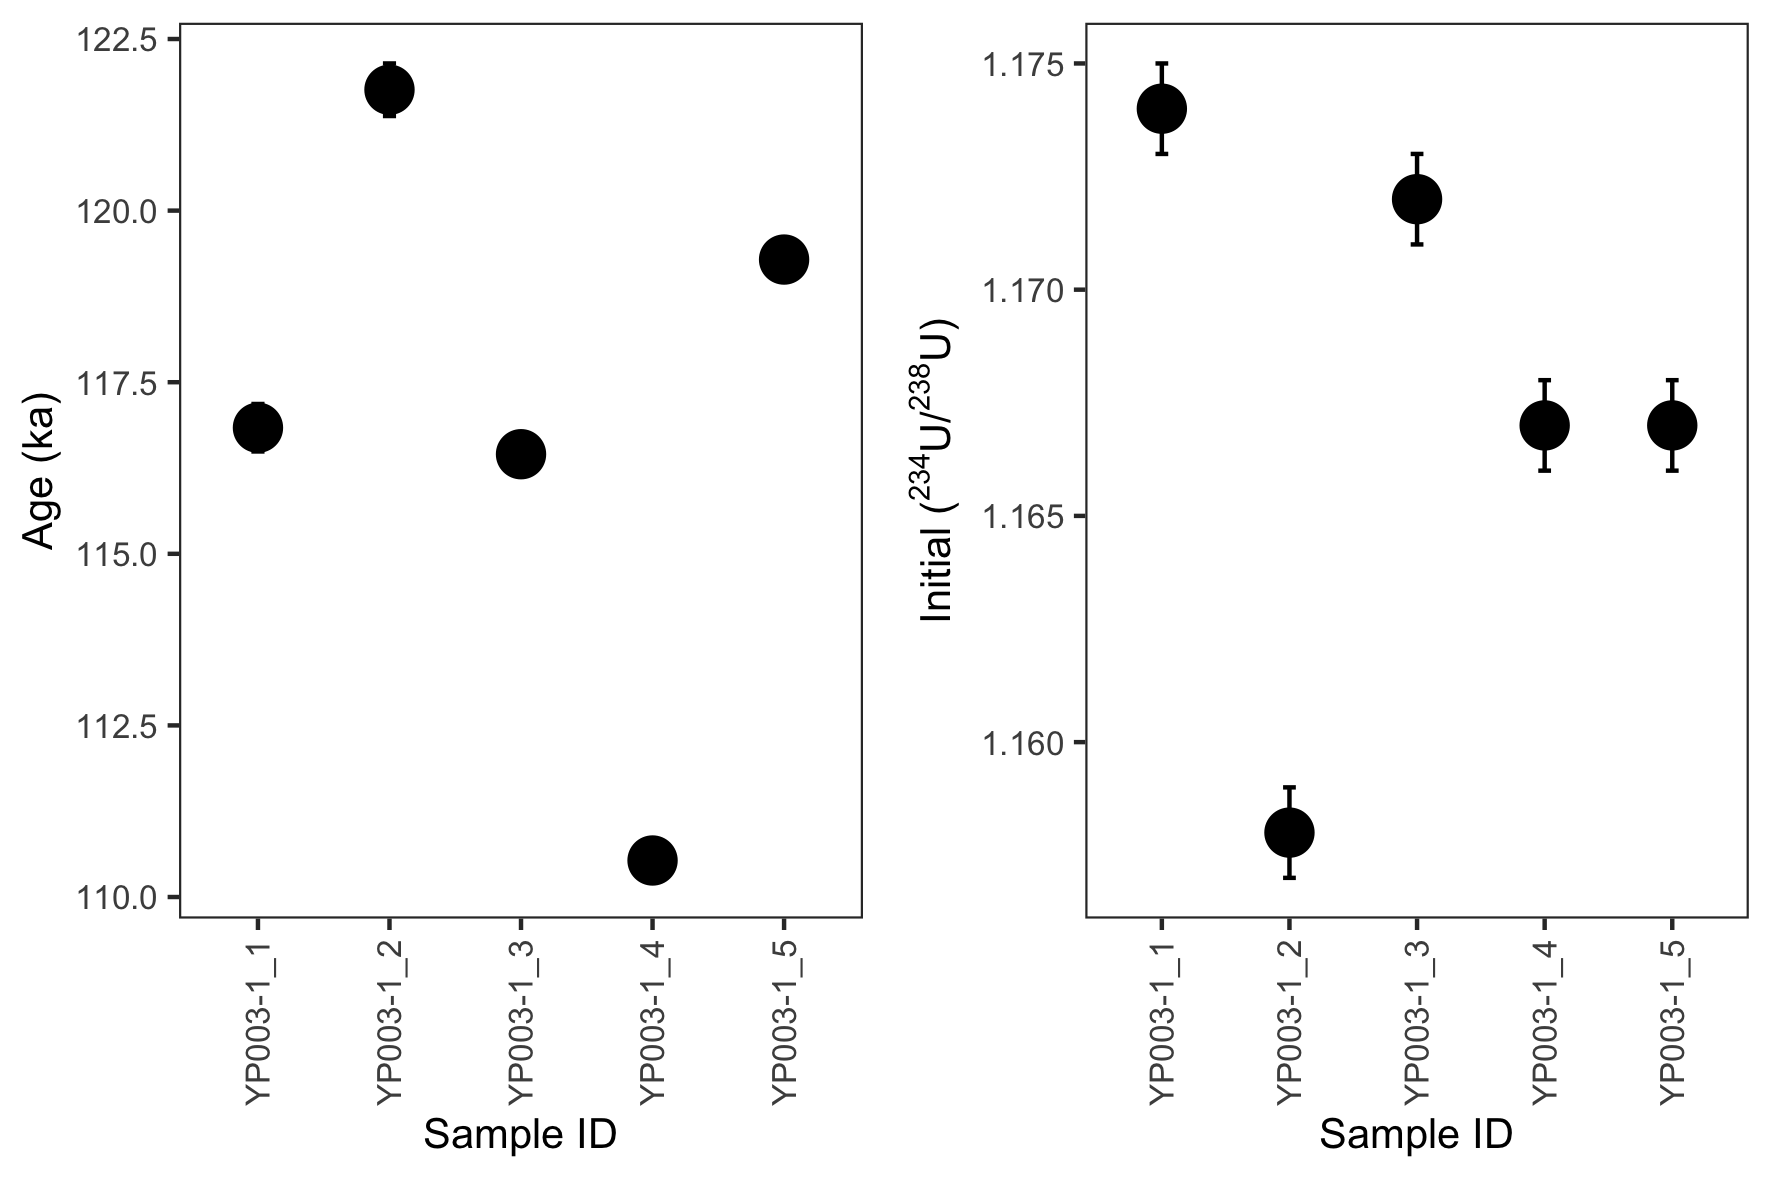 122.5
120.0
117.5
115.0
112.5
110.0
Age (ka)
YP003-1_1
YP003-1_2
YP003-1_3
YP003-1_4
YP003-1_5
Sample ID
1.175
1.170
1.165
1.160
Initial (²³⁴U/²³⁸U)
YP003-1_1
YP003-1_2
YP003-1_3
YP003-1_4
YP003-1_5
Sample ID